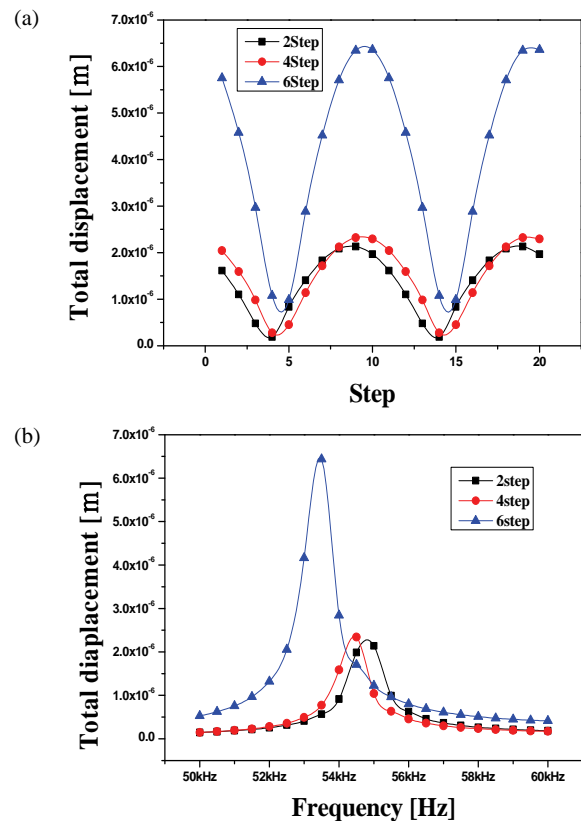 (a)
7.0x10⁻⁶
6.0x10⁻⁶
5.0x10⁻⁶
4.0x10⁻⁶
3.0x10⁻⁶
2.0x10⁻⁶
1.0x10⁻⁶
0.0
Total displacement [m]
2Step
4Step
6Step
0 5 10 15 20
Step
(b)
7.0x10⁻⁶
6.0x10⁻⁶
5.0x10⁻⁶
4.0x10⁻⁶
3.0x10⁻⁶
2.0x10⁻⁶
1.0x10⁻⁶
0.0
Total diaplacement [m]
2step
4step
6step
50kHz 52kHz 54kHz 56kHz 58kHz 60kHz
Frequency [Hz]